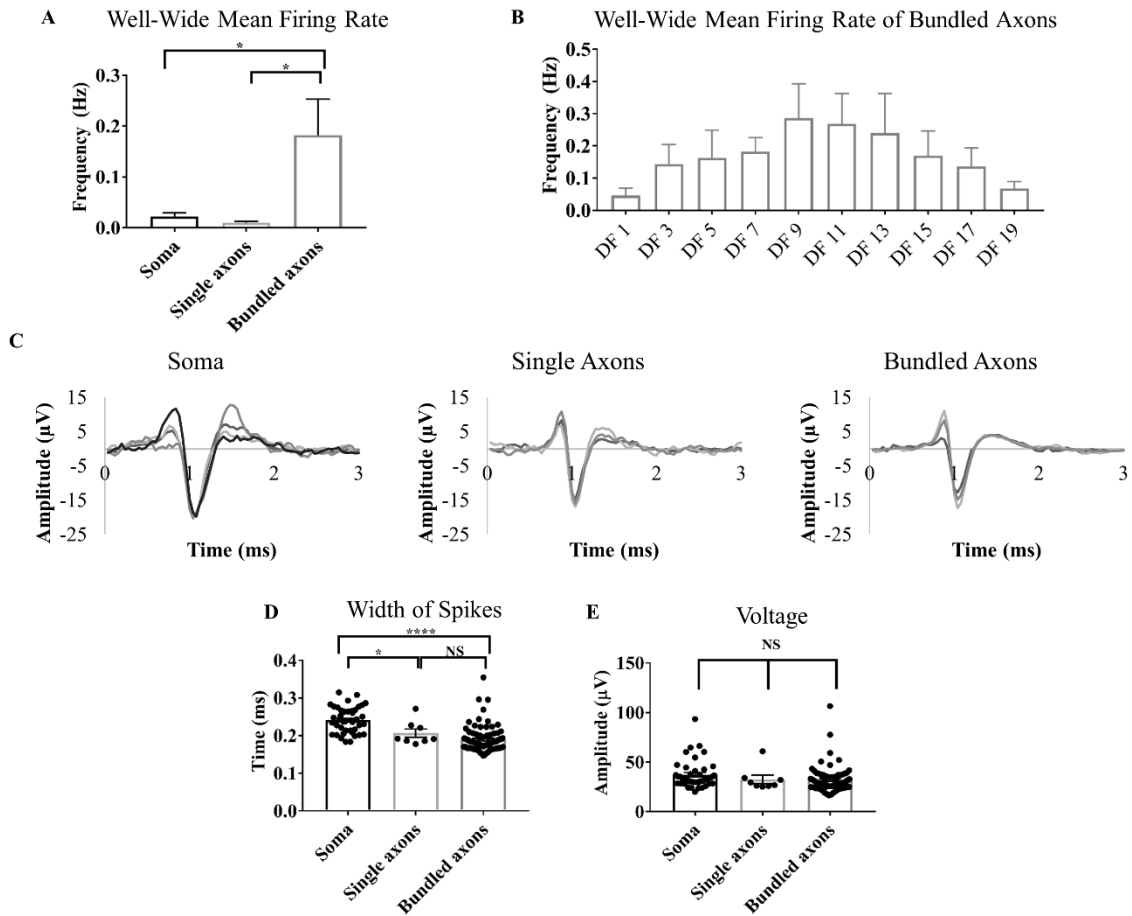 A Well-Wide Mean Firing Rate
*
*
0.3
0.2
0.1
0.0
Frequency (Hz)
Soma
Single axons
Bundled axons
B Well-Wide Mean Firing Rate of Bundled Axons
0.5
0.4
0.3
0.2
0.1
0.0
Frequency (Hz)
DF 1
DF 3
DF 5
DF 7
DF 9
DF 11
DF 13
DF 15
DF 17
DF 19
C
Soma
15
5
-5
-15
-25
0 1 2 3
Amplitude (µV)
Time (ms)
Single Axons
15
5
-5
-15
-25
0 1 2 3
Amplitude (µV)
Time (ms)
Bundled Axons
15
5
-5
-15
-25
0 1 2 3
Amplitude (µV)
Time (ms)
D Width of Spikes
****
* NS
0.4
0.3
0.2
0.1
0.0
Time (ms)
Soma
Single axons
Bundled axons
E Voltage
NS
150
100
50
0
Amplitude (µV)
Soma
Single axons
Bundled axons